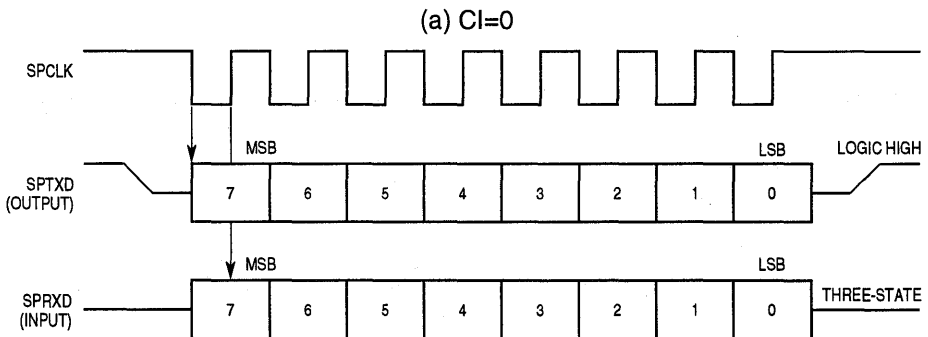 (a) CI=0
SPCLK
MSB LSB LOGIC HIGH
SPTXD
(OUTPUT)
7 6 5 4 3 2 1 0
MSB LSB
SPRXD
(INPUT)
7 6 5 4 3 2 1 0
THREE-STATE